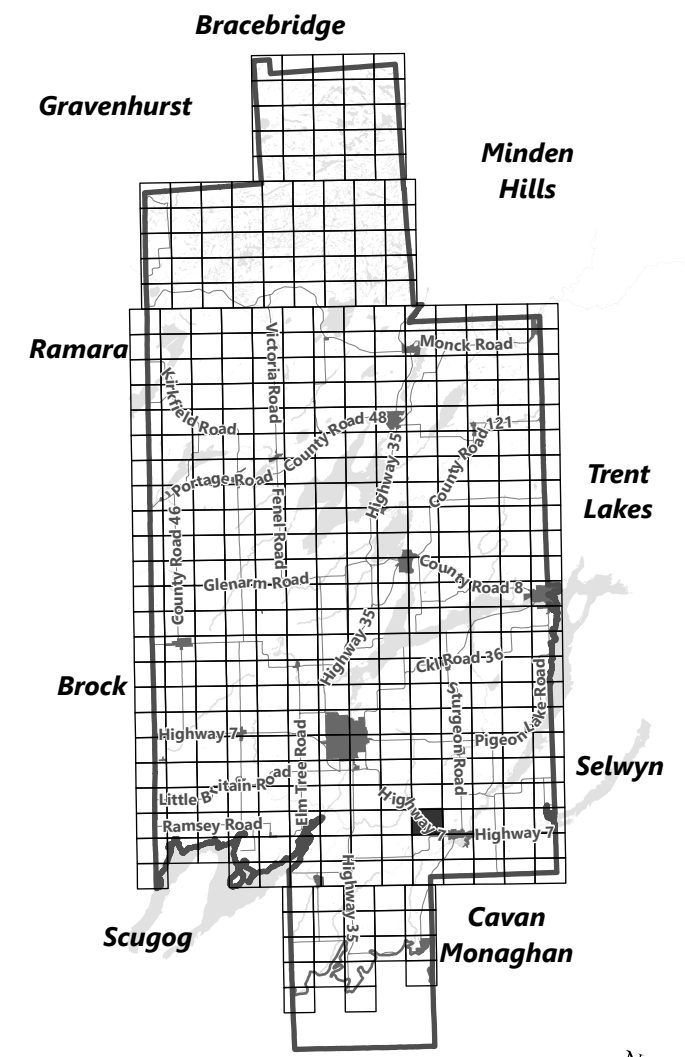 Bracebridge
Gravenhurst
Minden
Hills
Ramara
Victoria Road
Monck Road
Kirkfield Road
County Road 48
Highway 35
County Road 121
Portage Road
Trent
Lakes
Fenel Road
County Road 46
Glenarm Road
County Road 8
Highway 35
Ckl Road 36
Brock
Sturgeon Road
Pigeon Lake Road
Highway 7
Elm Tree Road
Selwyn
Little Britain Road
Highway 7
Ramsey Road
Highway 7
Highway 35
Scugog
Cavan
Monaghan